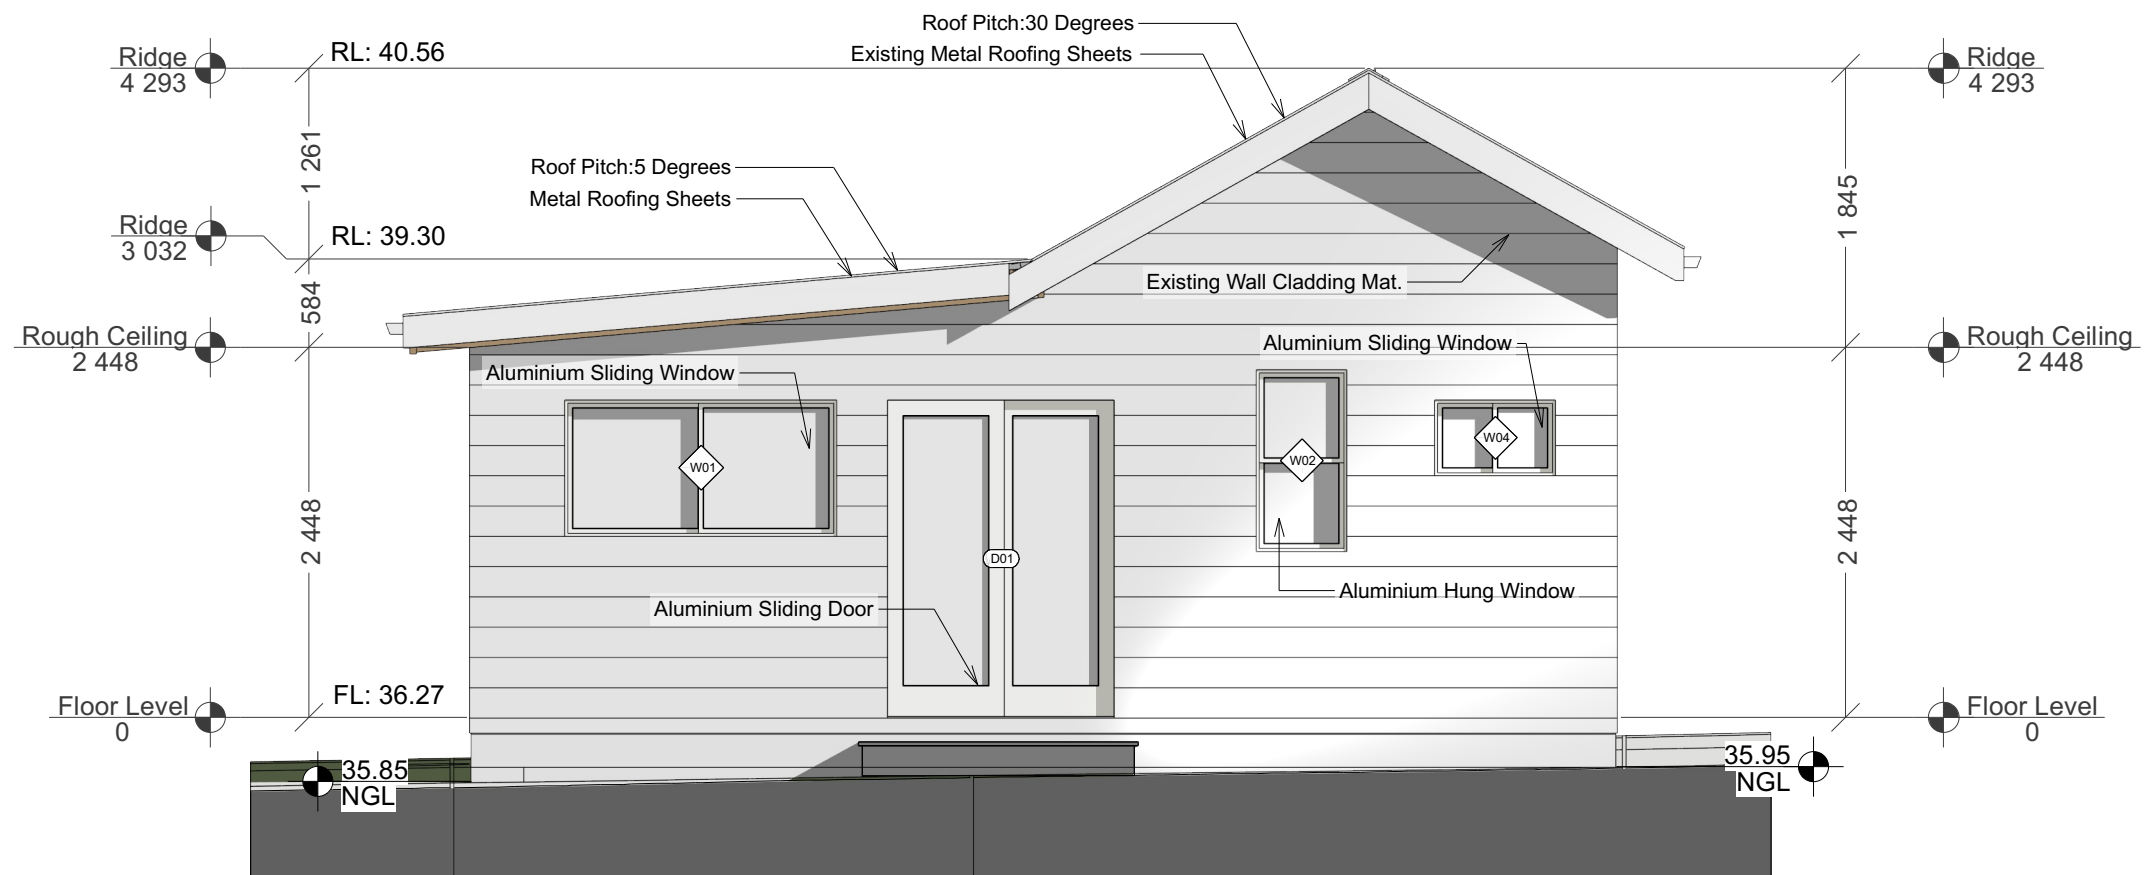 Roof Pitch:30 Degrees
Existing Metal Roofing Sheets
Ridge
4 293
RL: 40.56
Ridge
4 293
1 261
Roof Pitch:5 Degrees
Metal Roofing Sheets
1 845
Ridge
3 032
RL: 39.30
Existing Wall Cladding Mat.
584
Rough Ceiling
2 448
Aluminium Sliding Window
Rough Ceiling
2 448
Aluminium Sliding Window
W01
W02
W04
2 448
2 448
D01
Aluminium Hung Window
Aluminium Sliding Door
Floor Level
0
FL: 36.27
Floor Level
0
35.85
NGL
35.95
NGL